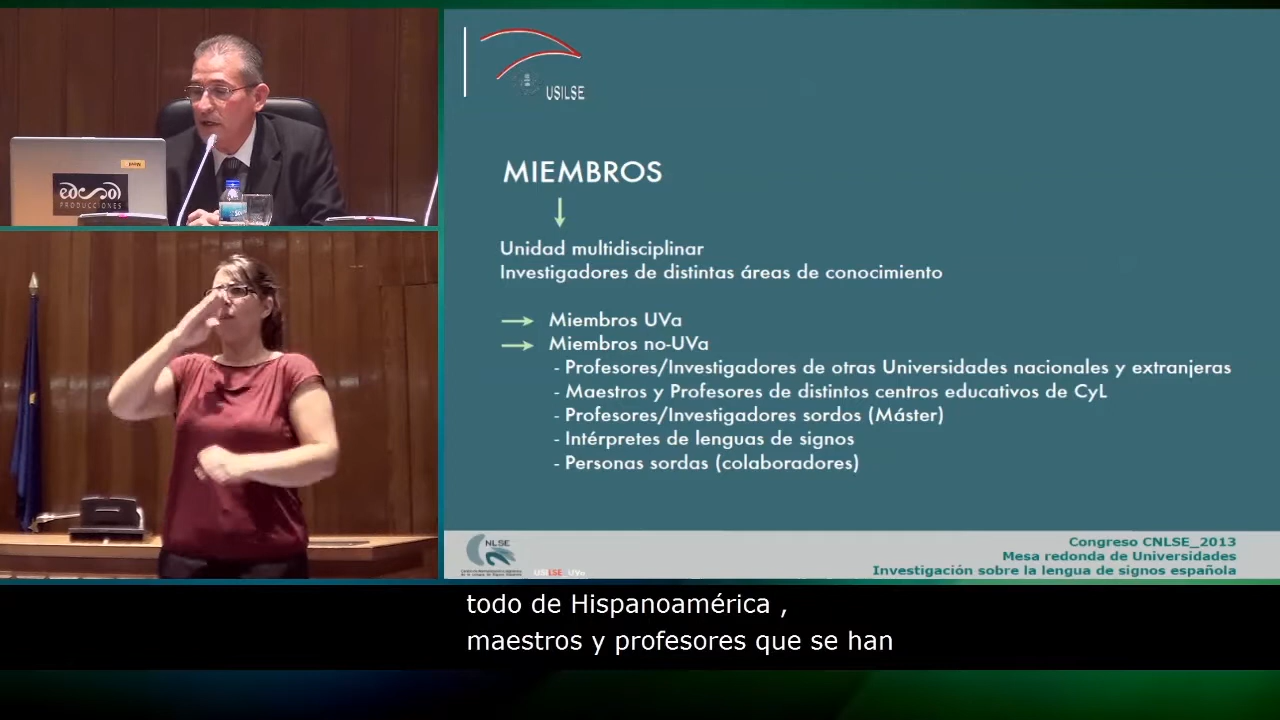 USILSE
MIEMBROS
Unidad multidisciplinar
Investigadores de distintas áreas de conocimiento
Miembros UVa
Miembros no-UVa
- Profesores/Investigadores de otras Universidades nacionales y extranjeras
- Maestros y Profesores de distintos centros educativos de CyL
- Profesores/Investigadores sordos (Máster)
- Intérpretes de lenguas de signos
- Personas sordas (colaboradores)
PRODUCCIONES
CNLSE
USILSE-UVa
Congreso CNLSE_2013
Mesa redonda de Universidades
Investigación sobre la lengua de signos española
todo de Hispanoamérica ,
maestros y profesores que se han